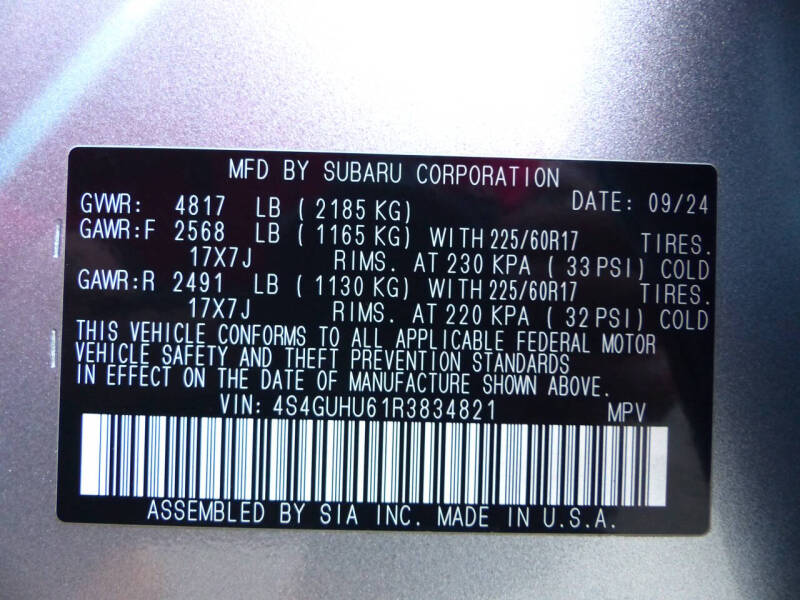 MFD BY SUBARU CORPORATION
DATE: 09/24
GVWR: 4817 LB ( 2185 KG)
GAWR:F 2568 LB ( 1165 KG) WITH 225/60R17 TIRES.
17X7J RIMS. AT 230 KPA ( 33 PSI) COLD
GAWR:R 2491 LB ( 1130 KG) WITH 225/60R17 TIRES.
17X7J RIMS. AT 220 KPA ( 32 PSI) COLD
THIS VEHICLE CONFORMS TO ALL APPLICABLE FEDERAL MOTOR
VEHICLE SAFETY AND THEFT PREVENTION STANDARDS
IN EFFECT ON THE DATE OF MANUFACTURE SHOWN ABOVE.
VIN: 4S4GUHU61R3834821 MPV
ASSEMBLED BY SIA INC. MADE IN U.S.A.